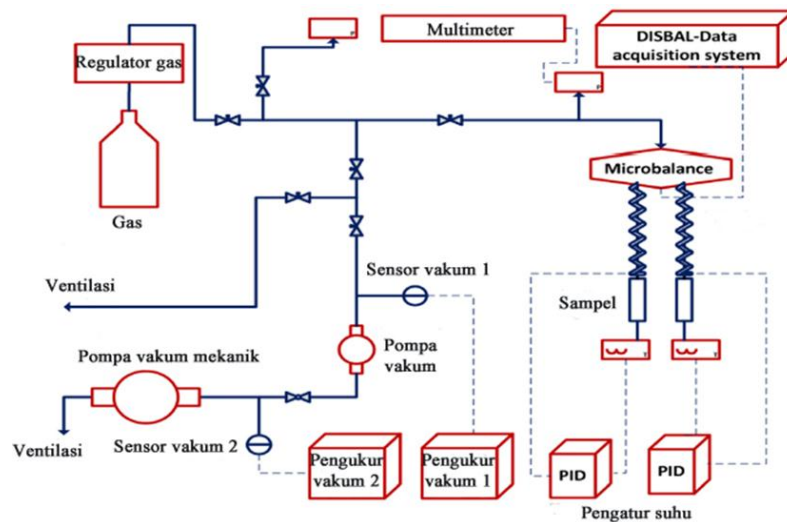 Multimeter
DISBAL-Data
acquisition system
Regulator gas
Microbalance
Gas
Sensor vakum 1
Ventilasi
Sampel
Pompa vakum mekanik
Pompa
vakum
Ventilasi
Sensor vakum 2
Pengukur
vakum 2
Pengukur
vakum 1
PID
PID
Pengatur suhu